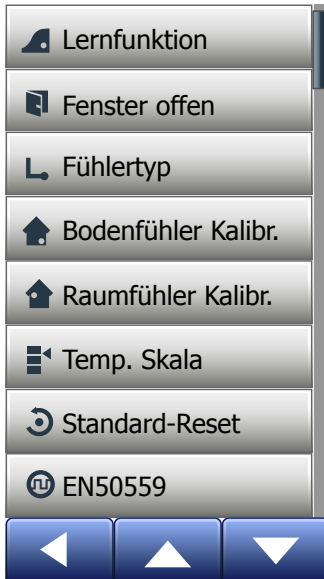 Lernfunktion
Fenster offen
Fühlertyp
Bodenfühler Kalibr.
Raumfühler Kalibr.
Temp. Skala
Standard-Reset
EN50559